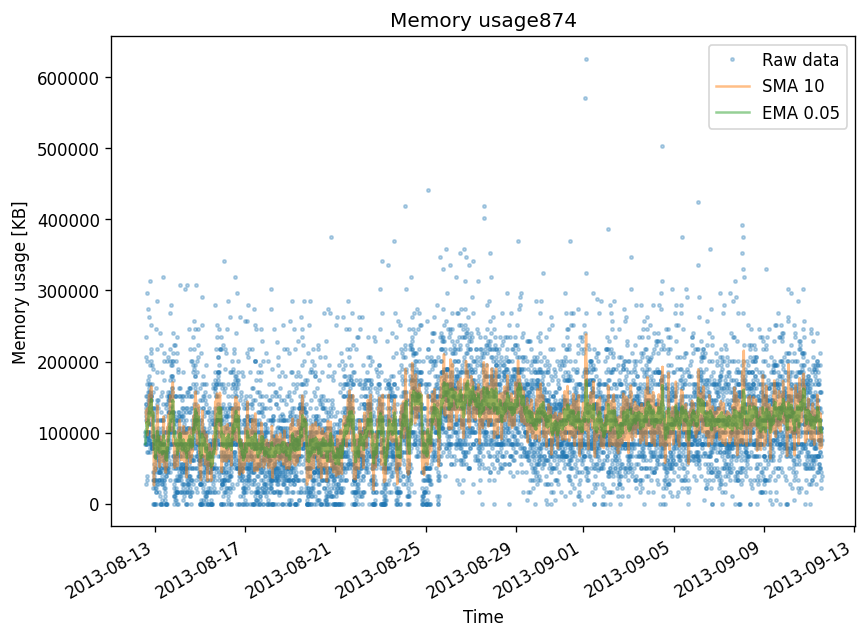 Memory usage874
Raw data
SMA 10
EMA 0.05
Memory usage [KB]
600000
500000
400000
300000
200000
100000
0
2013-08-13
2013-08-17
2013-08-21
2013-08-25
2013-08-29
2013-09-01
2013-09-05
2013-09-09
2013-09-13
Time